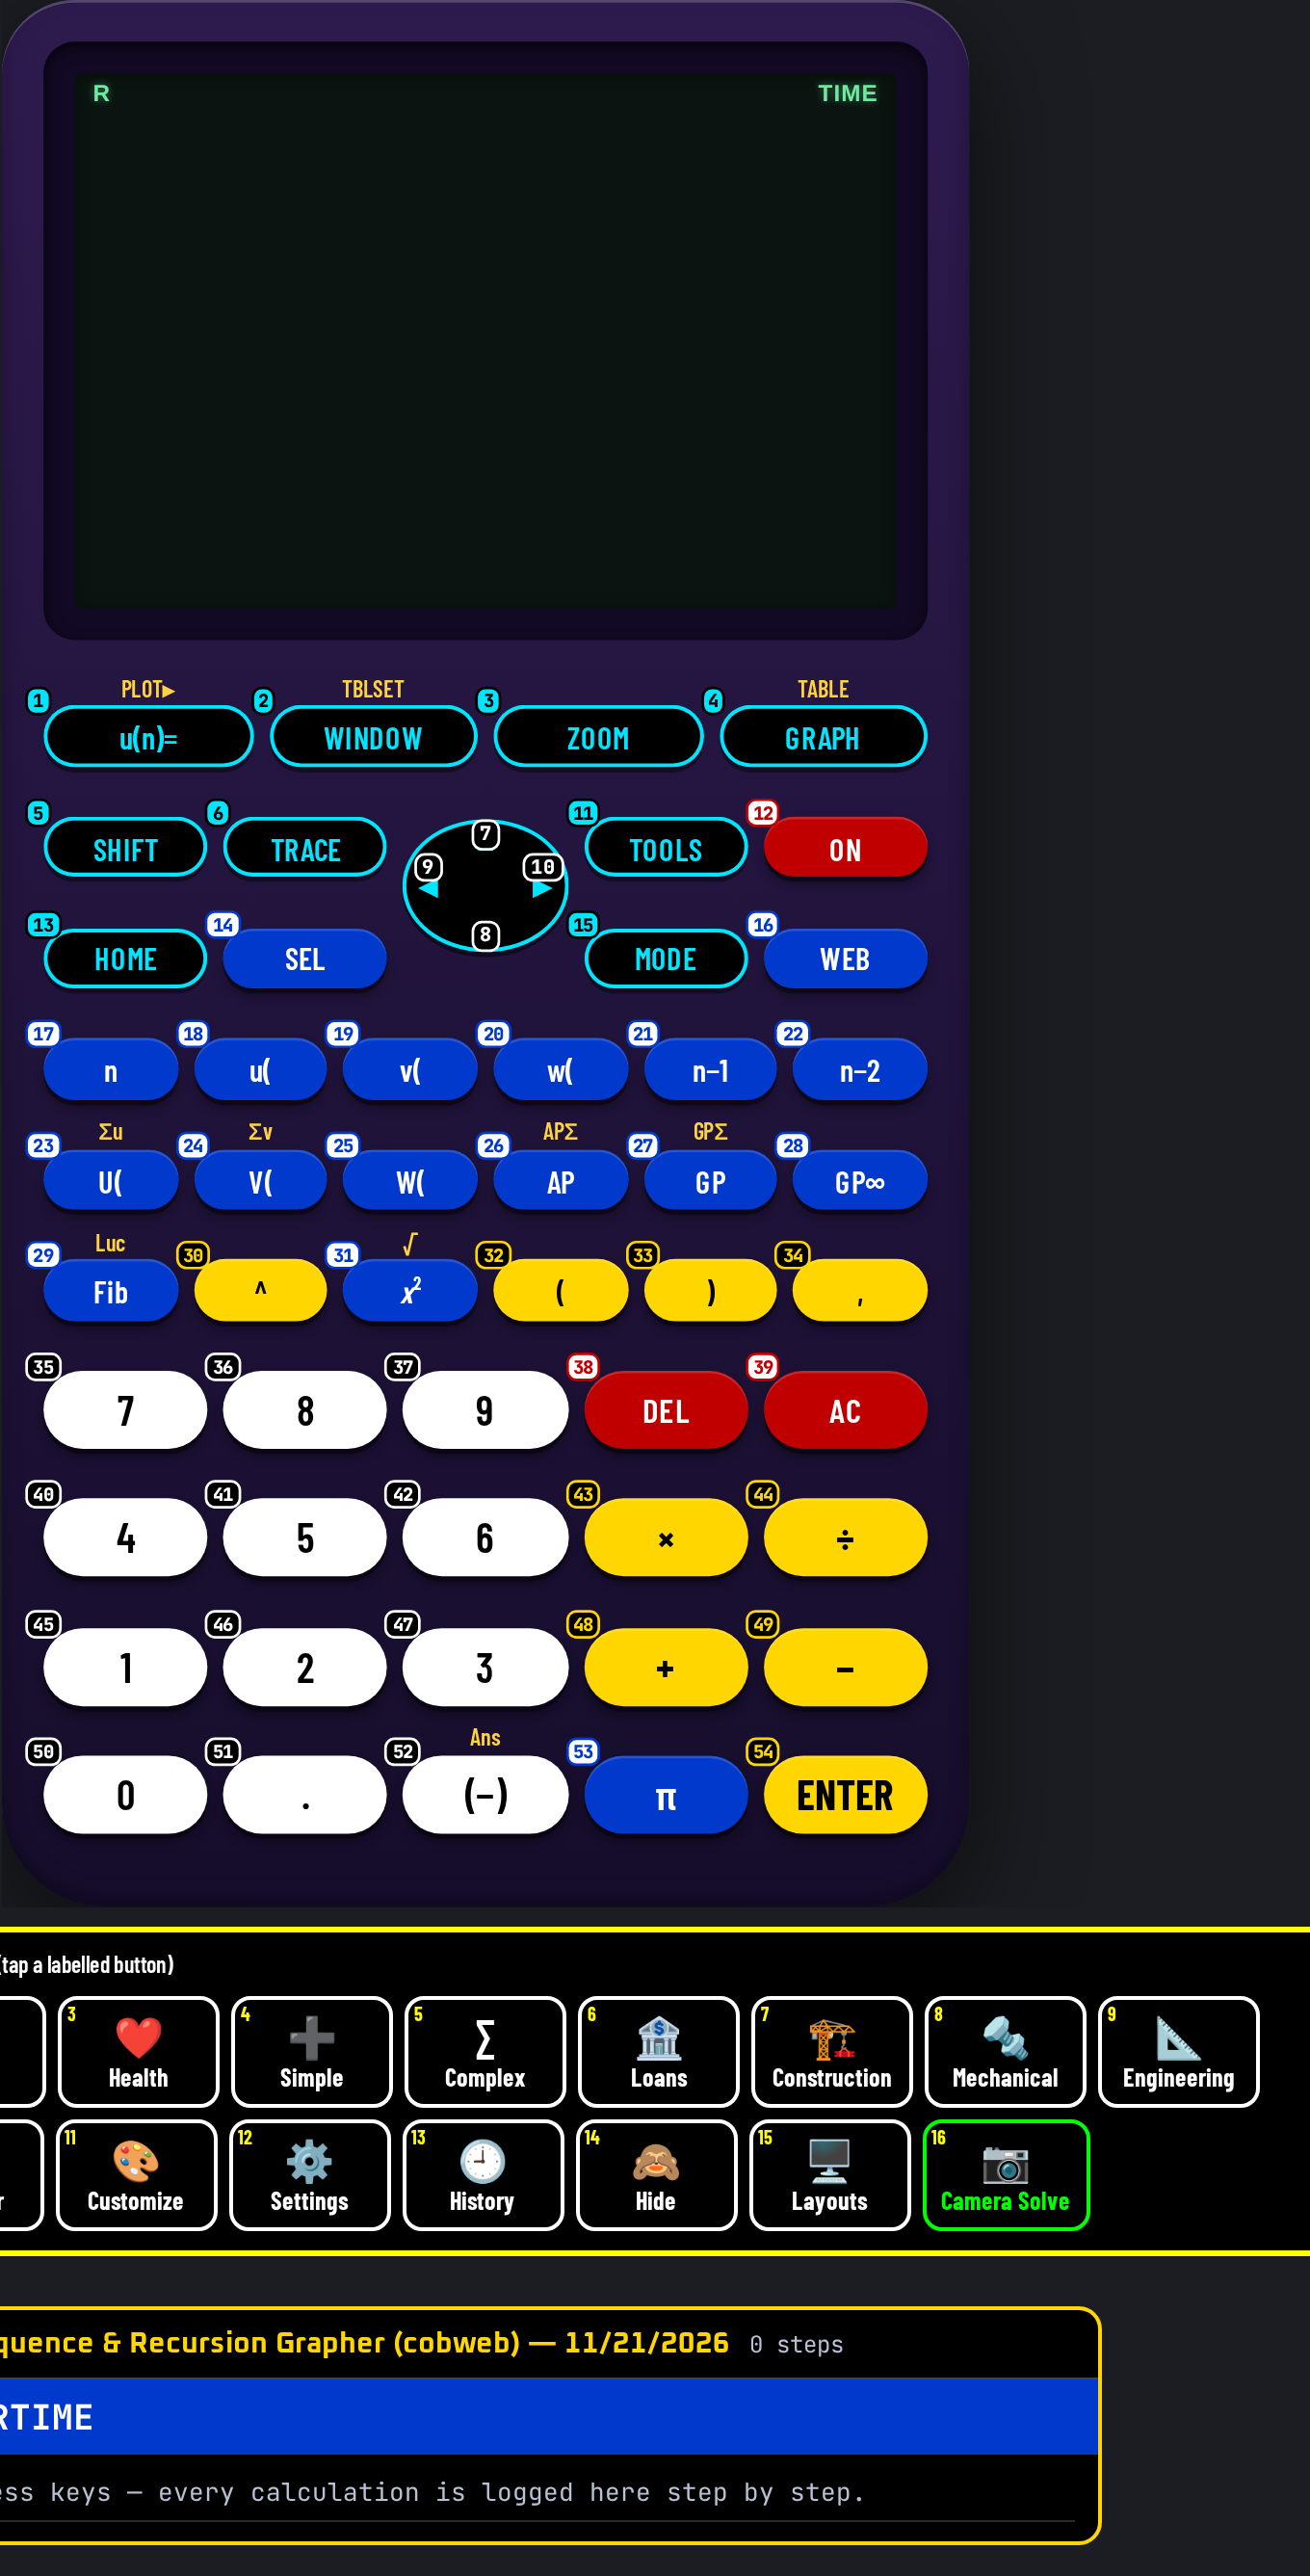 R TIME
PLOT▶ TBLSET TABLE
1 u(n)= 2 WINDOW 3 ZOOM 4 GRAPH
5 SHIFT 6 TRACE 7 11 TOOLS 12 ON
9 ◀ 10 ▶
13 HOME 14 SEL 8 15 MODE 16 WEB
17 n 18 u( 19 v( 20 w( 21 n−1 22 n−2
Σu Σv APΣ GPΣ
23 U( 24 V( 25 W( 26 AP 27 GP 28 GP∞
Luc √
29 Fib 30 ^ 31 x² 32 ( 33 ) 34 ,
35 7 36 8 37 9 38 DEL 39 AC
40 4 41 5 42 6 43 × 44 ÷
45 1 46 2 47 3 48 + 49 −
Ans
50 0 51 . 52 (−) 53 π 54 ENTER
(tap a labelled button)
3 Health 4 Simple 5 Σ Complex 6 Loans 7 Construction 8 Mechanical 9 Engineering
r 11 Customize 12 Settings 13 History 14 Hide 15 Layouts 16 Camera Solve
quence & Recursion Grapher (cobweb) — 11/21/2026 0 steps
RTIME
ess keys — every calculation is logged here step by step.